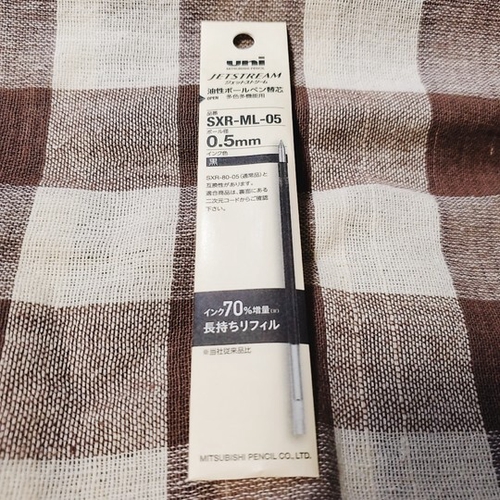 uni
MITSUBISHI PENCIL
JETSTREAM
ジェットストリーム
油性ボールペン替芯
多色多機能用
OPEN
品番
SXR-ML-05
ボール径
0.5mm
インク色
黒
SXR-80-05(通常品)と
互換性があります。
適合商品は、裏面にある
二次元コードからご確認
下さい。
インク70%増量(※)
長持ちリフィル
※当社従来品比
MITSUBISHI PENCIL CO., LTD.